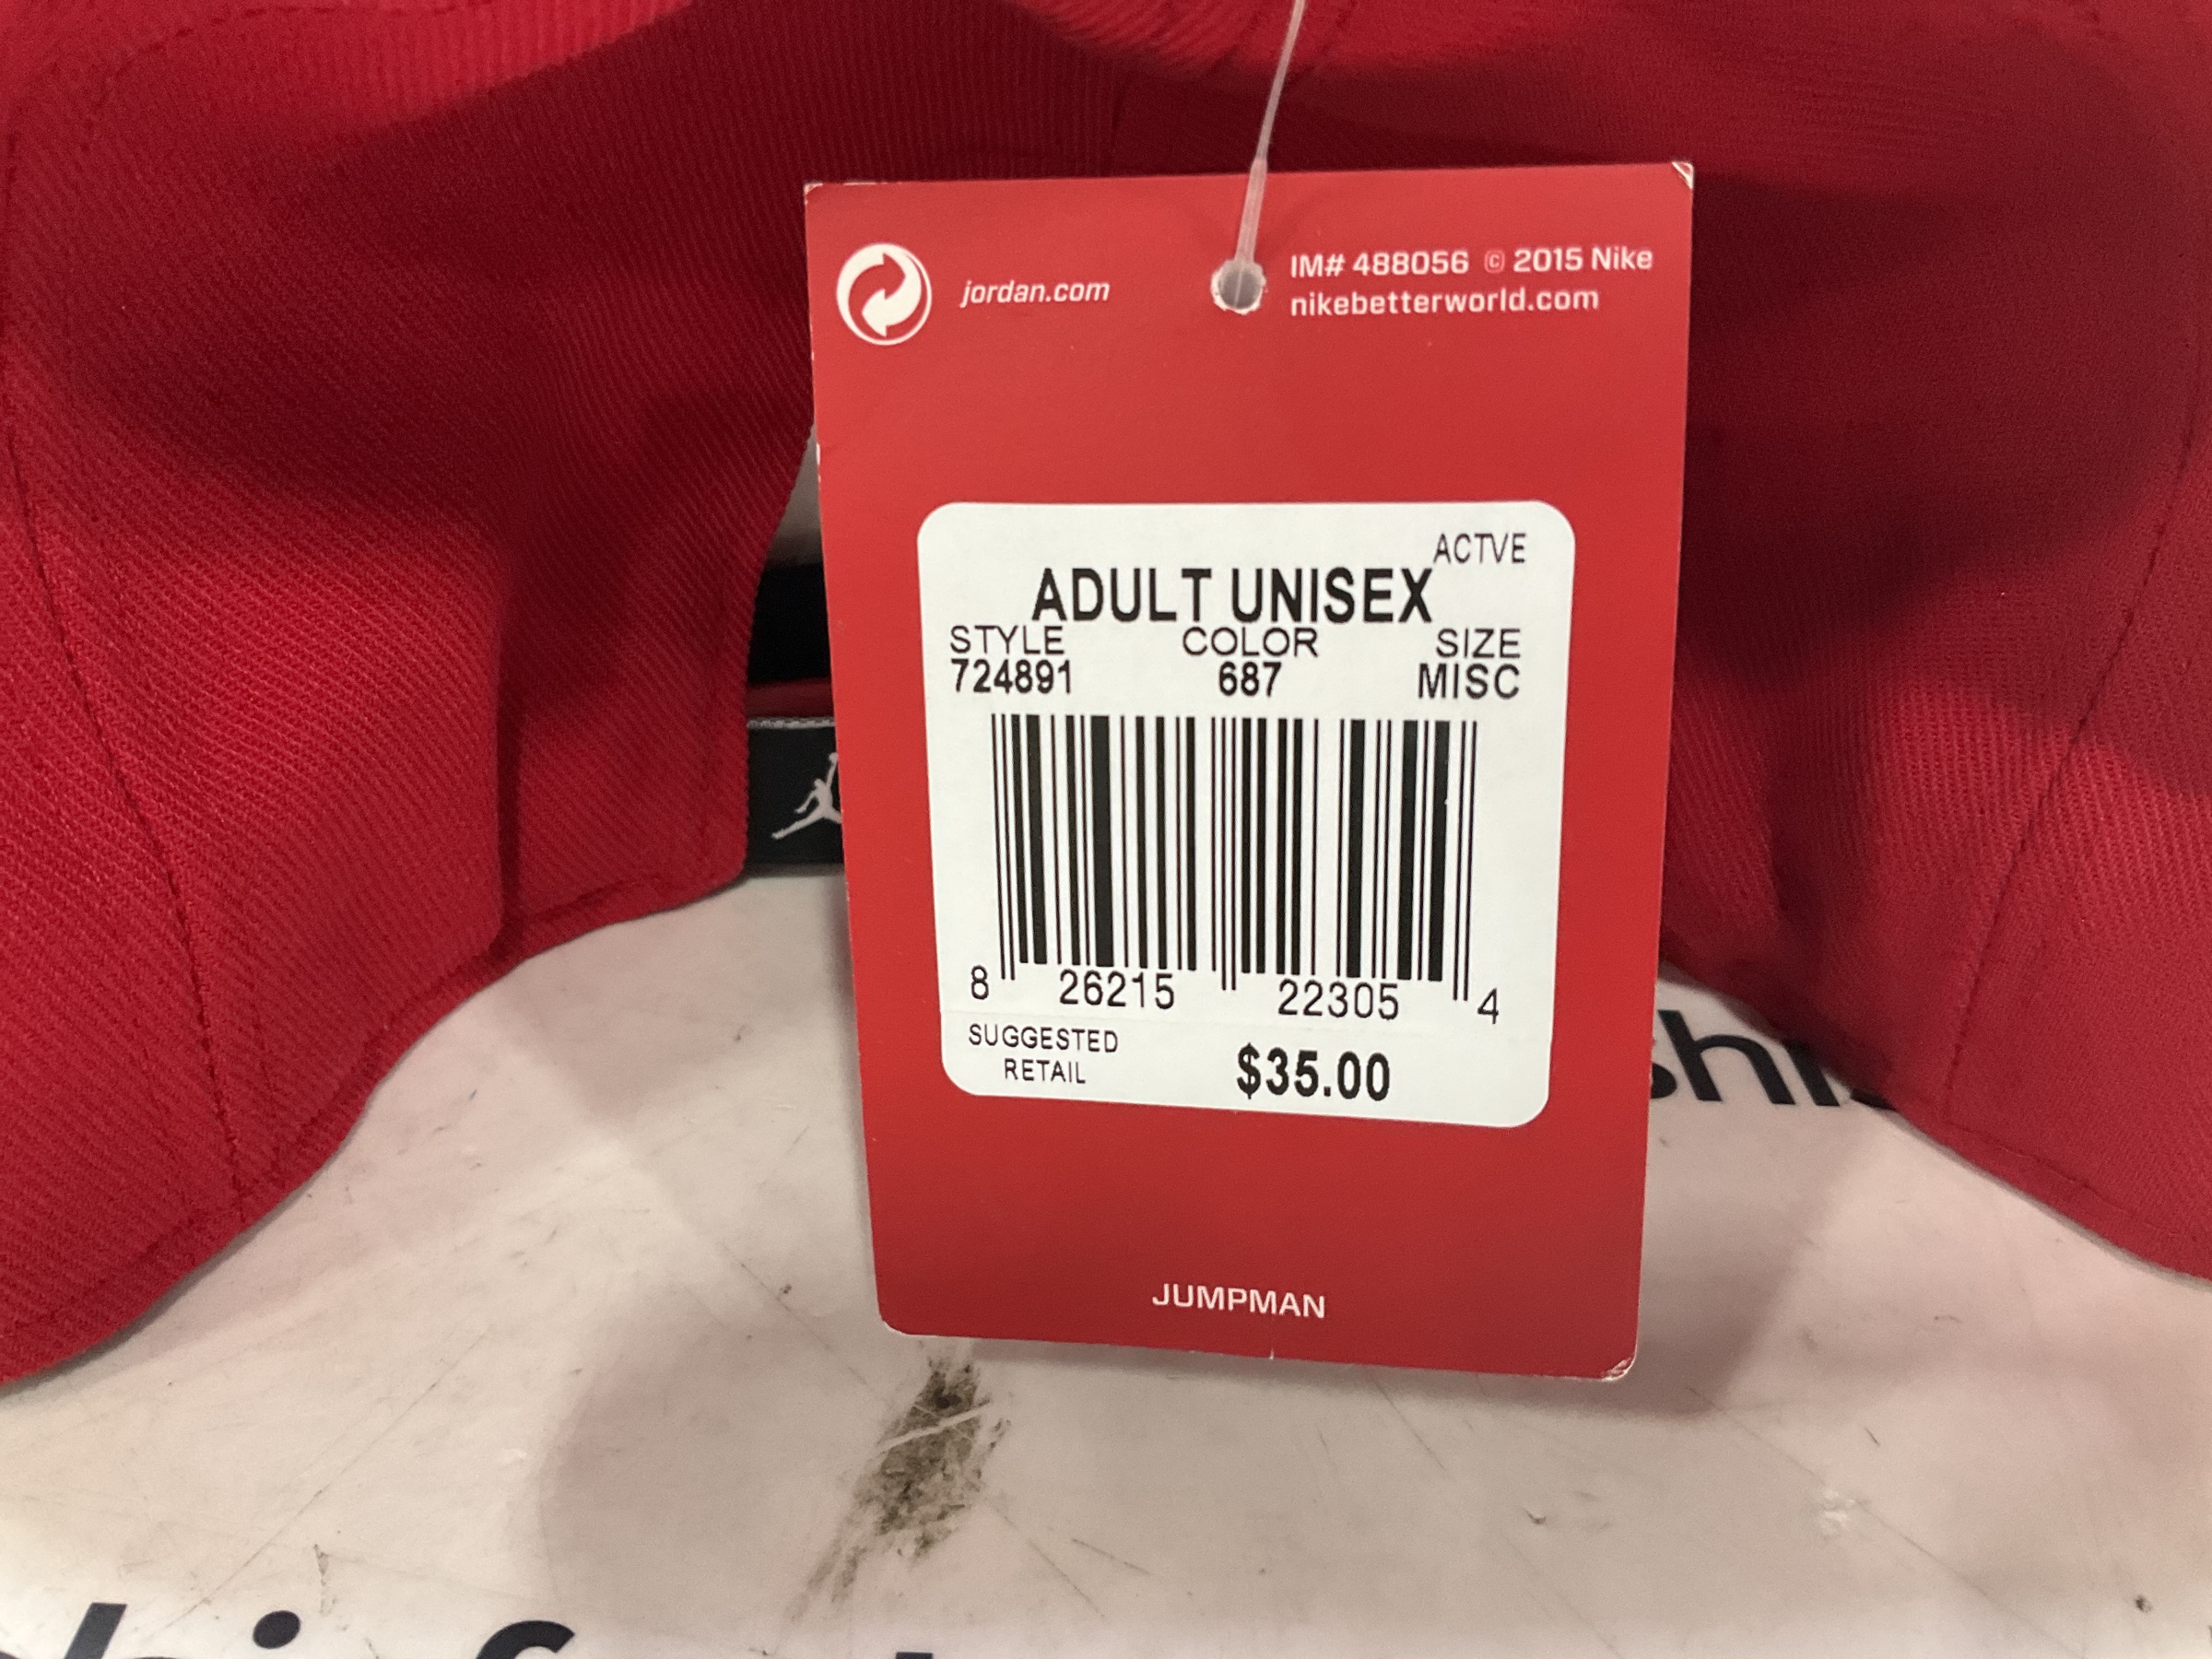 jordan.com
IM# 488056 © 2015 Nike
nikebetterworld.com
ACTVE
ADULT UNISEX
STYLE COLOR SIZE
724891 687 MISC
8 26215 22305 4
SUGGESTED
RETAIL
$35.00
JUMPMAN